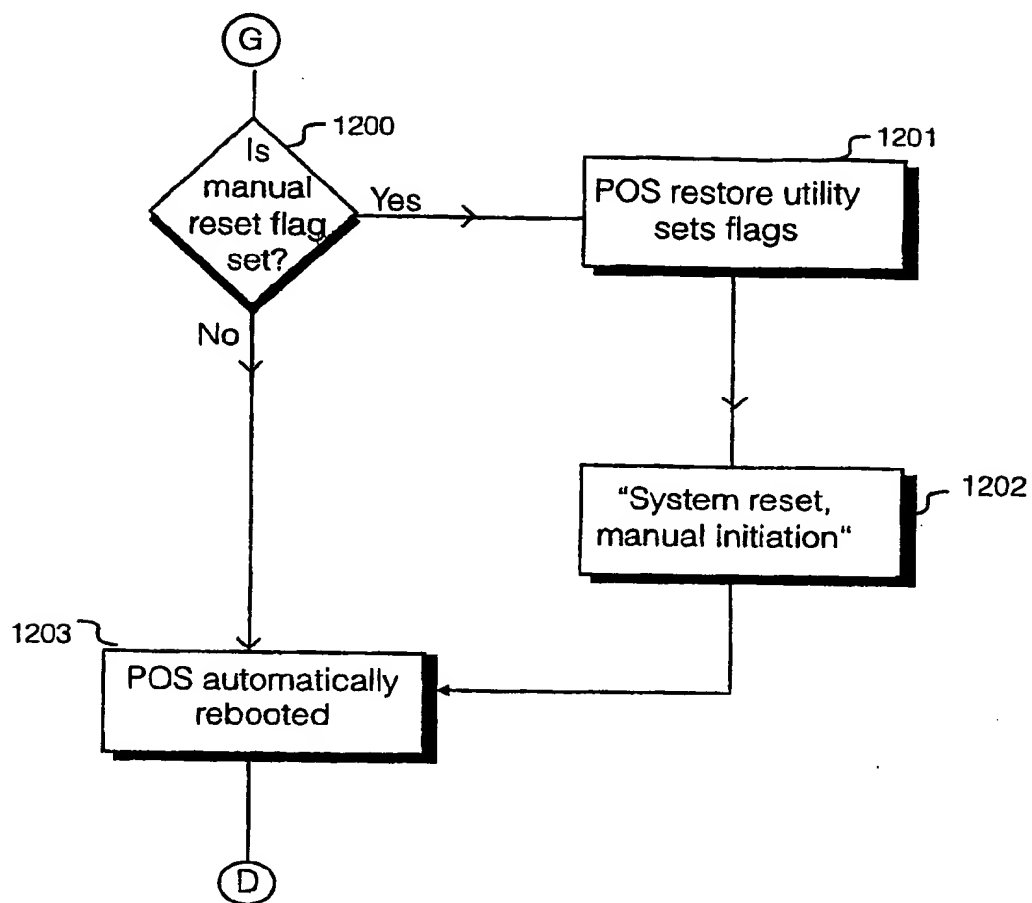 G
1200
Is
manual
reset flag
set?
Yes
1201
POS restore utility
sets flags
No
"System reset,
manual initiation"
1202
1203
POS automatically
rebooted
D